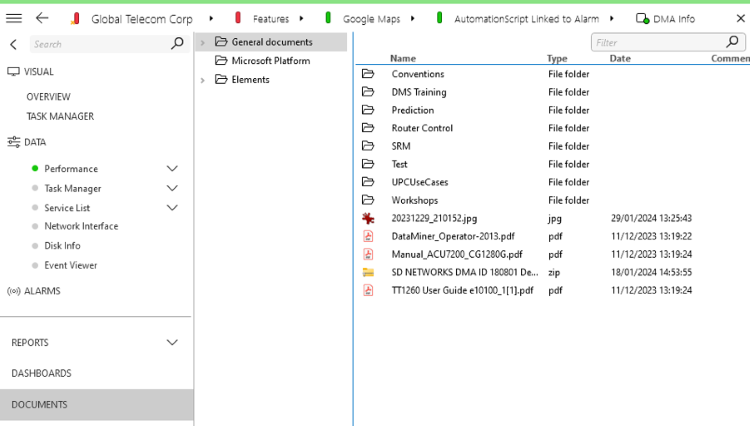 Global Telecom Corp Features Google Maps AutomationScript Linked to Alarm DMA Info
Search
VISUAL
OVERVIEW
TASK MANAGER
DATA
Performance
Task Manager
Service List
Network Interface
Disk Info
Event Viewer
ALARMS
REPORTS
DASHBOARDS
DOCUMENTS
General documents
Microsoft Platform
Elements
Filter
Name Type Date Commen
Conventions File folder
DMS Training File folder
Prediction File folder
Router Control File folder
SRM File folder
Test File folder
UPCUseCases File folder
Workshops File folder
20231229_210152.jpg jpg 29/01/2024 13:25:43
DataMiner_Operator-2013.pdf pdf 11/12/2023 13:19:22
Manual_ACU7200_CG1280G.pdf pdf 11/12/2023 13:19:24
SD NETWORKS DMA ID 180801 De... zip 18/01/2024 14:53:55
TT1260 User Guide e10100_1[1].pdf pdf 11/12/2023 13:19:24